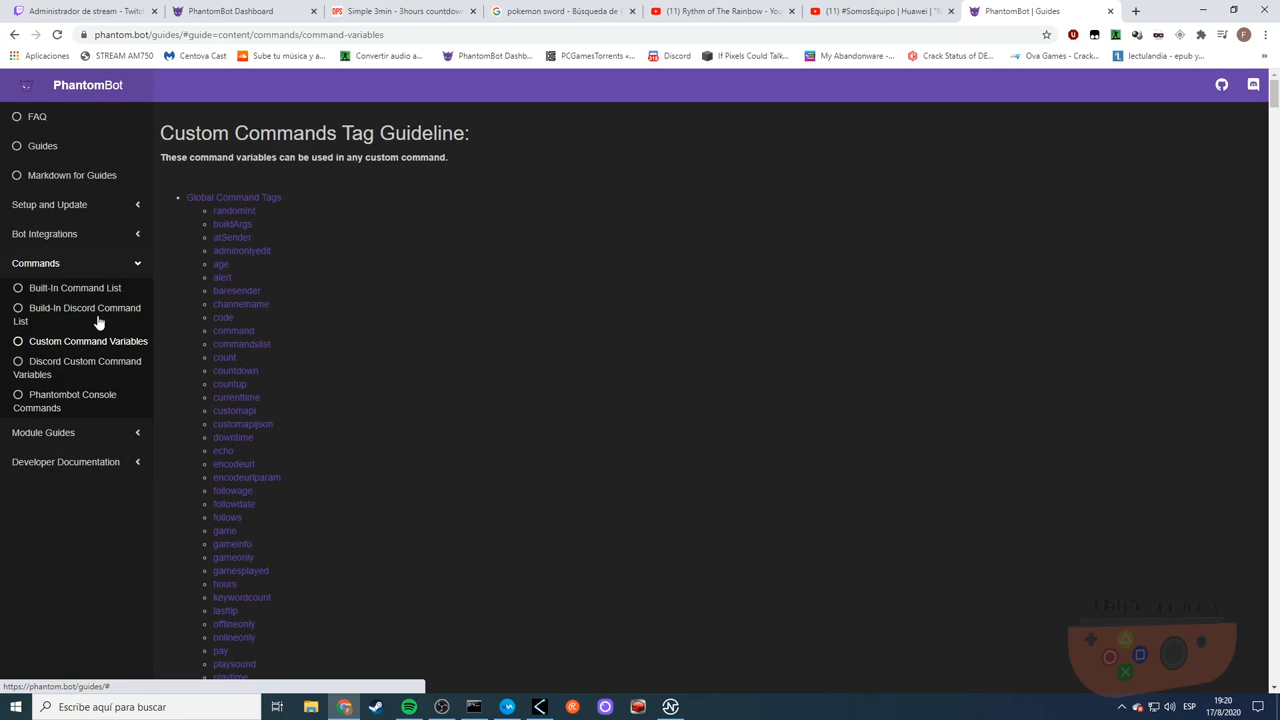 Administrador de stream - Twitch
PhantomBot Dashboard
Simple 3min - 3hours countdown
pokemon sword - Búsqueda de
(11) Rythm of The Rainbow - You
(11) #SomosEquipo | Huawei | "N
PhantomBot | Guides
phantom.bot/guides/#guide=content/commands/command-variables
Aplicaciones
STREAM AM750
Centova Cast
Sube tu música y a...
Convertir audio a...
PhantomBot Dashb...
PCGamesTorrents «...
Discord
If Pixels Could Talk...
My Abandonware -...
Crack Status of DE...
Ova Games - Crack...
lectulandia - epub y...
PhantomBot
FAQ
Guides
Markdown for Guides
Setup and Update
Bot Integrations
Commands
Built-In Command List
Build-In Discord Command
List
Custom Command Variables
Discord Custom Command
Variables
Phantombot Console
Commands
Module Guides
Developer Documentation
Custom Commands Tag Guideline:
These command variables can be used in any custom command.
Global Command Tags
randomInt
buildArgs
atSender
adminonlyedit
age
alert
baresender
channelname
code
command
commandslist
count
countdown
countup
currenttime
customapi
customapijson
downtime
echo
encodeurl
encodeurlparam
followage
followdate
follows
game
gameinfo
gameonly
gamesplayed
hours
keywordcount
lasttip
offlineonly
onlineonly
pay
playsound
playtime
https://phantom.bot/guides/#
Escribe aquí para buscar
ESP
19:20
17/8/2020